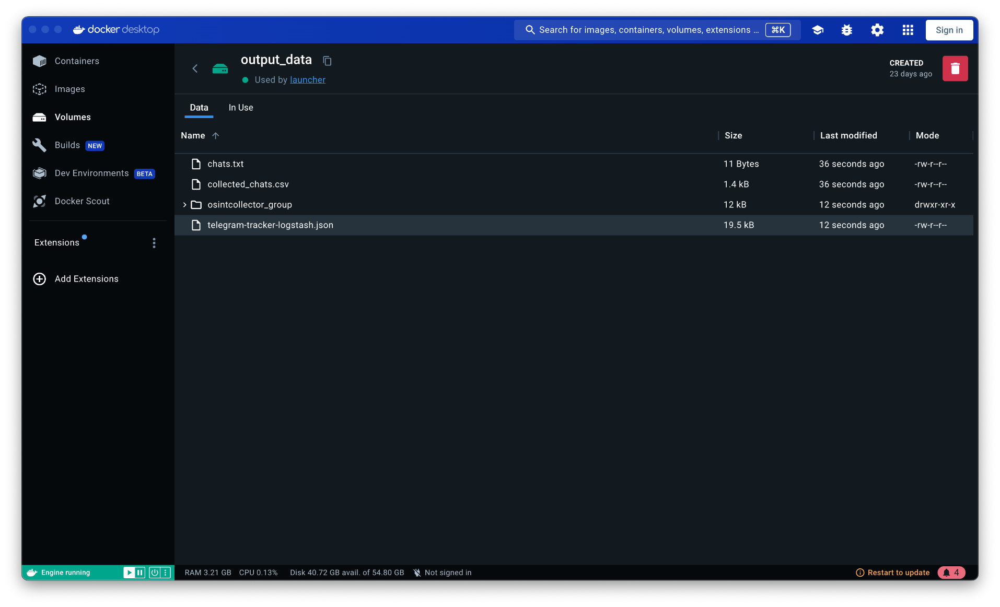 docker desktop
Search for images, containers, volumes, extensions ... ⌘K
Sign in
Containers
Images
Volumes
Builds NEW
Dev Environments BETA
Docker Scout
Extensions
Add Extensions
output_data
Used by launcher
CREATED
23 days ago
Data In Use
Name Size Last modified Mode
chats.txt 11 Bytes 36 seconds ago -rw-r--r--
collected_chats.csv 1.4 kB 36 seconds ago -rw-r--r--
osintcollector_group 12 kB 12 seconds ago drwxr-xr-x
telegram-tracker-logstash.json 19.5 kB 12 seconds ago -rw-r--r--
Engine running RAM 3.21 GB CPU 0.13% Disk 40.72 GB avail. of 54.80 GB Not signed in Restart to update 4